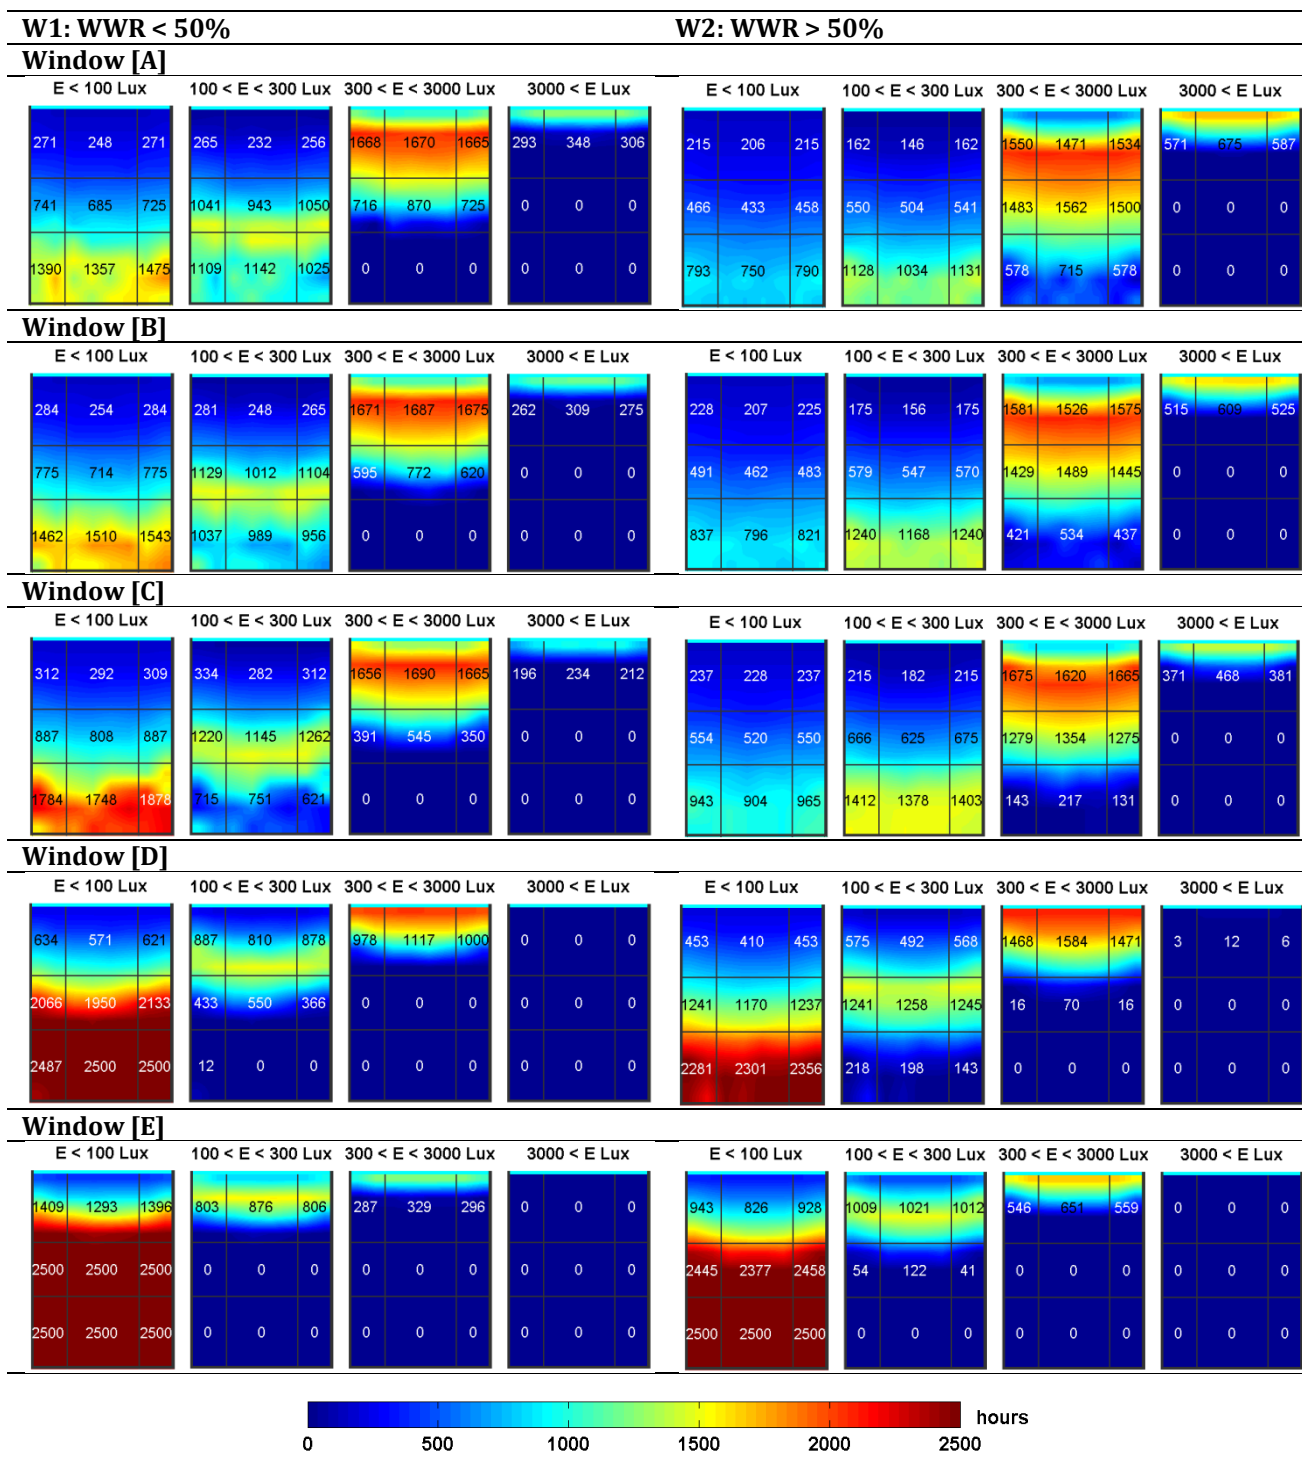 W1: WWR < 50% W2: WWR > 50%
Window [A]
E < 100 Lux 100 < E < 300 Lux 300 < E < 3000 Lux 3000 < E Lux E < 100 Lux 100 < E < 300 Lux 300 < E < 3000 Lux 3000 < E Lux
271 248 271 265 232 256 1668 1670 1665 293 348 306 215 206 215 162 146 162 1550 1471 1534 571 675 587
741 685 725 1041 943 1050 716 870 725 0 0 0 466 433 458 550 504 541 1483 1562 1500 0 0 0
1390 1357 1475 1109 1142 1025 0 0 0 0 0 0 793 750 790 1128 1034 1131 578 715 578 0 0 0
Window [B]
E < 100 Lux 100 < E < 300 Lux 300 < E < 3000 Lux 3000 < E Lux E < 100 Lux 100 < E < 300 Lux 300 < E < 3000 Lux 3000 < E Lux
284 254 284 281 248 265 1671 1687 1675 262 309 275 228 207 225 175 156 175 1581 1526 1575 515 609 525
775 714 775 1129 1012 1104 595 772 620 0 0 0 491 462 483 579 547 570 1429 1489 1445 0 0 0
1462 1510 1543 1037 989 956 0 0 0 0 0 0 837 796 821 1240 1168 1240 421 534 437 0 0 0
Window [C]
E < 100 Lux 100 < E < 300 Lux 300 < E < 3000 Lux 3000 < E Lux E < 100 Lux 100 < E < 300 Lux 300 < E < 3000 Lux 3000 < E Lux
312 292 309 334 282 312 1656 1690 1665 196 234 212 237 228 237 215 182 215 1675 1620 1665 371 468 381
887 808 887 1220 1145 1262 391 545 350 0 0 0 554 520 550 666 625 675 1279 1354 1275 0 0 0
1784 1748 1878 715 751 621 0 0 0 0 0 0 943 904 965 1412 1378 1403 143 217 131 0 0 0
Window [D]
E < 100 Lux 100 < E < 300 Lux 300 < E < 3000 Lux 3000 < E Lux E < 100 Lux 100 < E < 300 Lux 300 < E < 3000 Lux 3000 < E Lux
634 571 621 887 810 878 978 1117 1000 0 0 0 453 410 453 575 492 568 1468 1584 1471 3 12 6
2066 1950 2133 433 550 366 0 0 0 0 0 0 1241 1170 1237 1241 1258 1245 16 70 16 0 0 0
2487 2500 2500 12 0 0 0 0 0 0 0 0 2281 2301 2356 218 198 143 0 0 0 0 0 0
Window [E]
E < 100 Lux 100 < E < 300 Lux 300 < E < 3000 Lux 3000 < E Lux E < 100 Lux 100 < E < 300 Lux 300 < E < 3000 Lux 3000 < E Lux
1409 1293 1396 803 876 806 287 329 296 0 0 0 943 826 928 1009 1021 1012 546 651 559 0 0 0
2500 2500 2500 0 0 0 0 0 0 0 0 0 2445 2377 2458 54 122 41 0 0 0 0 0 0
2500 2500 2500 0 0 0 0 0 0 0 0 0 2500 2500 2500 0 0 0 0 0 0 0 0 0
hours
0 500 1000 1500 2000 2500